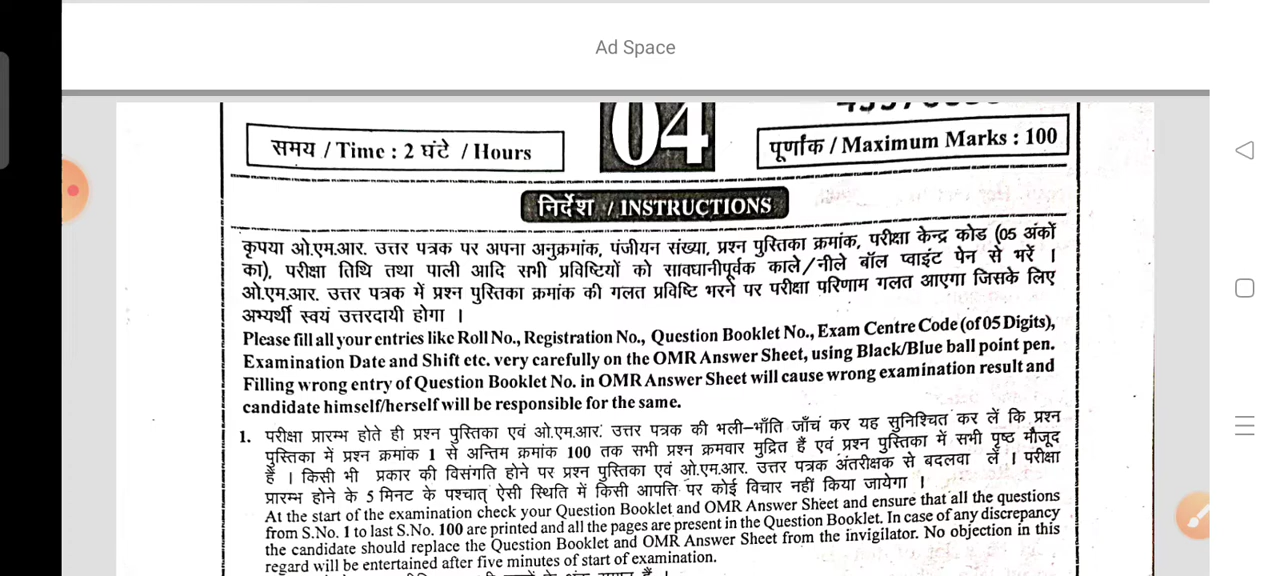 Ad Space
समय / Time : 2 घंटे / Hours
04
पूर्णांक / Maximum Marks : 100
निर्देश / INSTRUCTIONS
कृपया ओ.एम.आर. उत्तर पत्रक पर अपना अनुक्रमांक, पंजीयन संख्या, प्रश्न पुस्तिका क्रमांक, परीक्षा केन्द्र कोड (05 अंकों
का), परीक्षा तिथि तथा पाली आदि सभी प्रविष्टियों को सावधानीपूर्वक काले/नीले बॉल प्वाइंट पेन से भरें ।
ओ.एम.आर. उत्तर पत्रक में प्रश्न पुस्तिका क्रमांक की गलत प्रविष्टि भरने पर परीक्षा परिणाम गलत आएगा जिसके लिए
अभ्यर्थी स्वयं उत्तरदायी होगा ।
Please fill all your entries like Roll No., Registration No., Question Booklet No., Exam Centre Code (of 05 Digits),
Examination Date and Shift etc. very carefully on the OMR Answer Sheet, using Black/Blue ball point pen.
Filling wrong entry of Question Booklet No. in OMR Answer Sheet will cause wrong examination result and
candidate himself/herself will be responsible for the same.
1. परीक्षा प्रारम्भ होते ही प्रश्न पुस्तिका एवं ओ.एम.आर. उत्तर पत्रक की भली-भाँति जाँच कर यह सुनिश्चित कर लें कि प्रश्न
पुस्तिका में प्रश्न क्रमांक 1 से अन्तिम क्रमांक 100 तक सभी प्रश्न क्रमवार मुद्रित हैं एवं प्रश्न पुस्तिका में सभी पृष्ठ मौजूद
हैं । किसी भी प्रकार की विसंगति होने पर प्रश्न पुस्तिका एवं ओ.एम.आर. उत्तर पत्रक अंतरीक्षक से बदलवा लें । परीक्षा
प्रारम्भ होने के 5 मिनट के पश्चात् ऐसी स्थिति में किसी आपत्ति पर कोई विचार नहीं किया जायेगा ।
At the start of the examination check your Question Booklet and OMR Answer Sheet and ensure that all the questions
from S.No. 1 to last S.No. 100 are printed and all the pages are present in the Question Booklet. In case of any discrepancy
the candidate should replace the Question Booklet and OMR Answer Sheet from the invigilator. No objection in this
regard will be entertained after five minutes of start of examination.